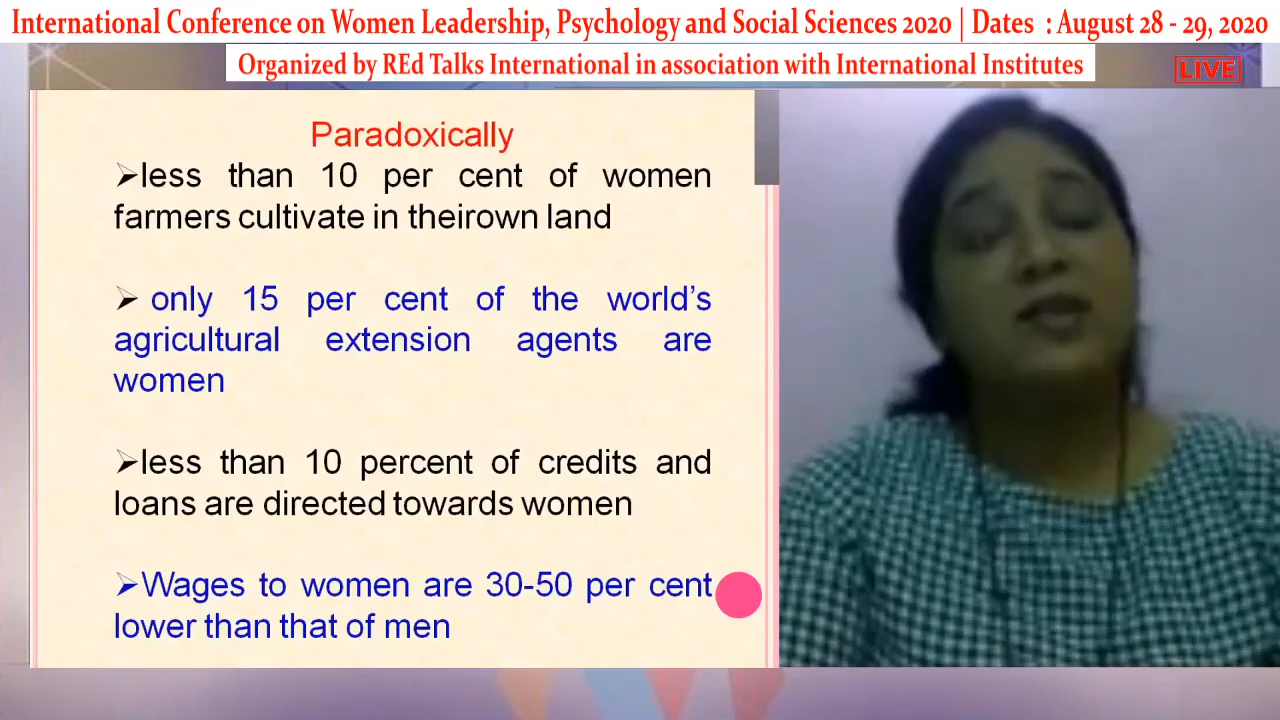 International Conference on Women Leadership, Psychology and Social Sciences 2020 | Dates : August 28 - 29, 2020
Organized by REd Talks International in association with International Institutes
LIVE
Paradoxically
➢less than 10 per cent of women
farmers cultivate in theirown land
➢ only 15 per cent of the world’s
agricultural extension agents are
women
➢less than 10 percent of credits and
loans are directed towards women
➢Wages to women are 30-50 per cent
lower than that of men